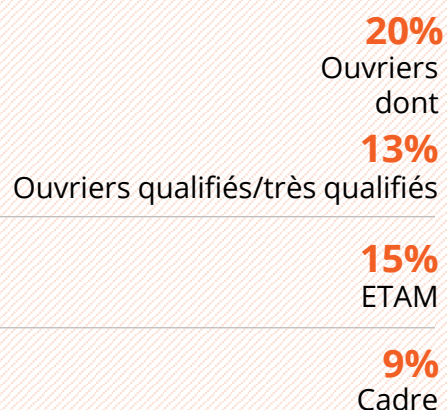 20%
Ouvriers
dont
13%
Ouvriers qualifiés/très qualifiés
15%
ETAM
9%
Cadre